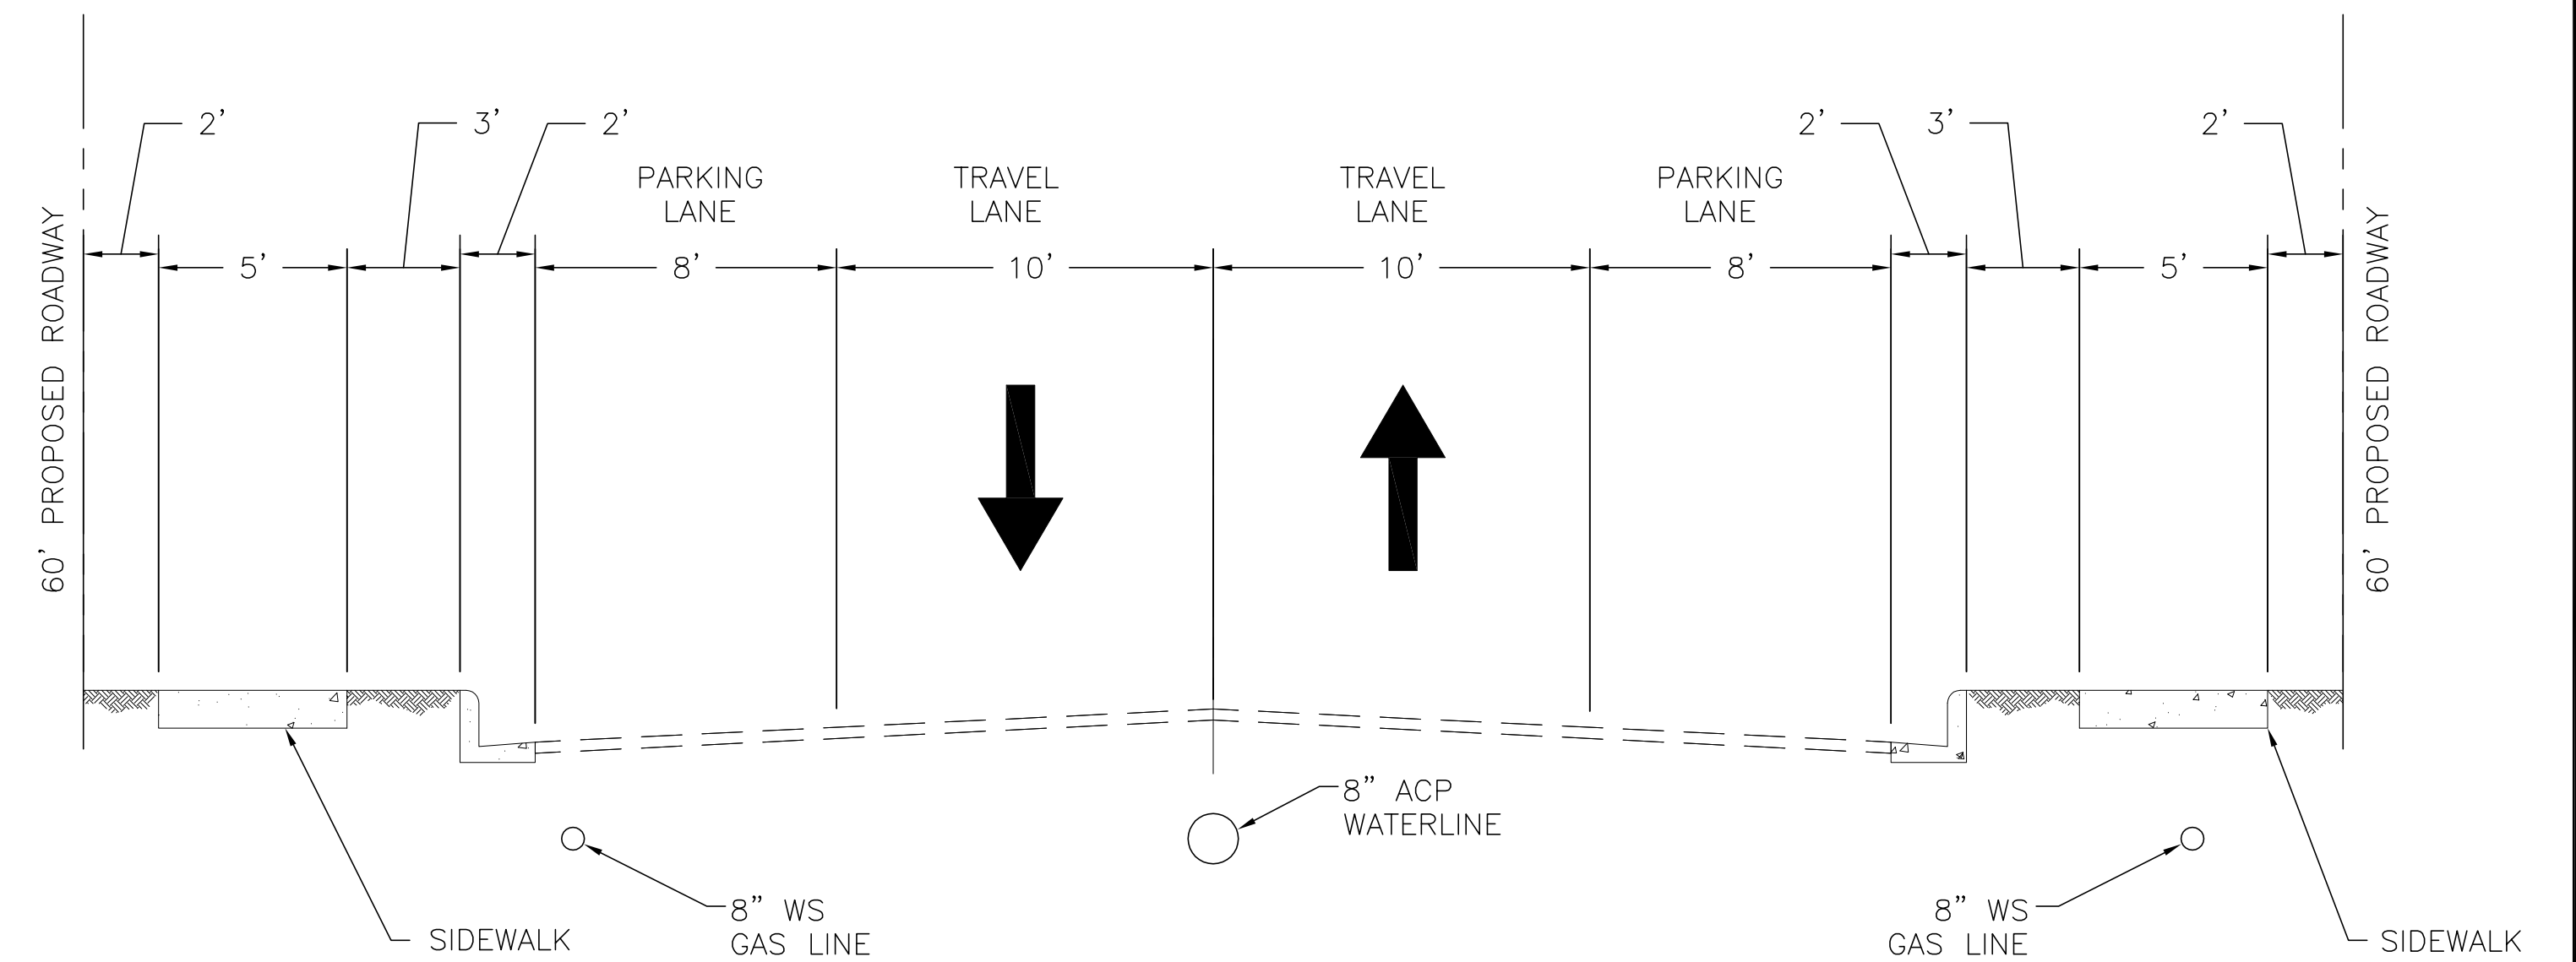 2’
3’
2’
2’
3’
2’
PARKING
LANE
TRAVEL
LANE
TRAVEL
LANE
PARKING
LANE
5’
8’
10’
10’
8’
5’
60’ PROPOSED ROADWAY
60’ PROPOSED ROADWAY
8” ACP
WATERLINE
8” WS
GAS LINE
8” WS
GAS LINE
SIDEWALK
SIDEWALK